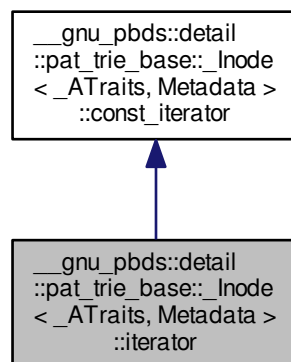 __gnu_pbds::detail
::pat_trie_base::_Inode
< _ATraits, Metadata >
::const_iterator
__gnu_pbds::detail
::pat_trie_base::_Inode
< _ATraits, Metadata >
::iterator